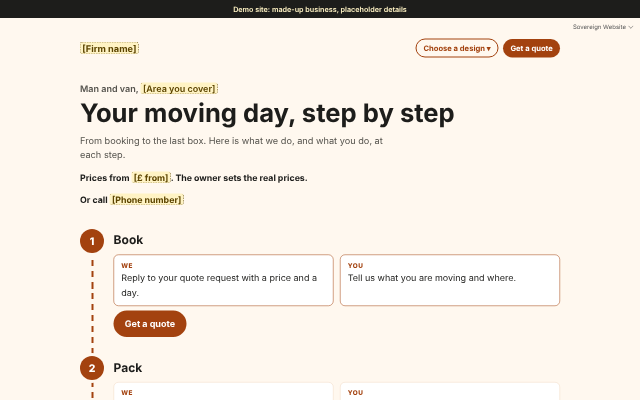 Demo site: made-up business, placeholder details
Sovereign Website
[Firm name]
Choose a design ▾
Get a quote
Man and van, [Area you cover]
Your moving day, step by step
From booking to the last box. Here is what we do, and what you do, at
each step.
Prices from [£ from]. The owner sets the real prices.
Or call [Phone number]
1
Book
WE
Reply to your quote request with a price and a
day.
YOU
Tell us what you are moving and where.
Get a quote
2
Pack
WE
YOU